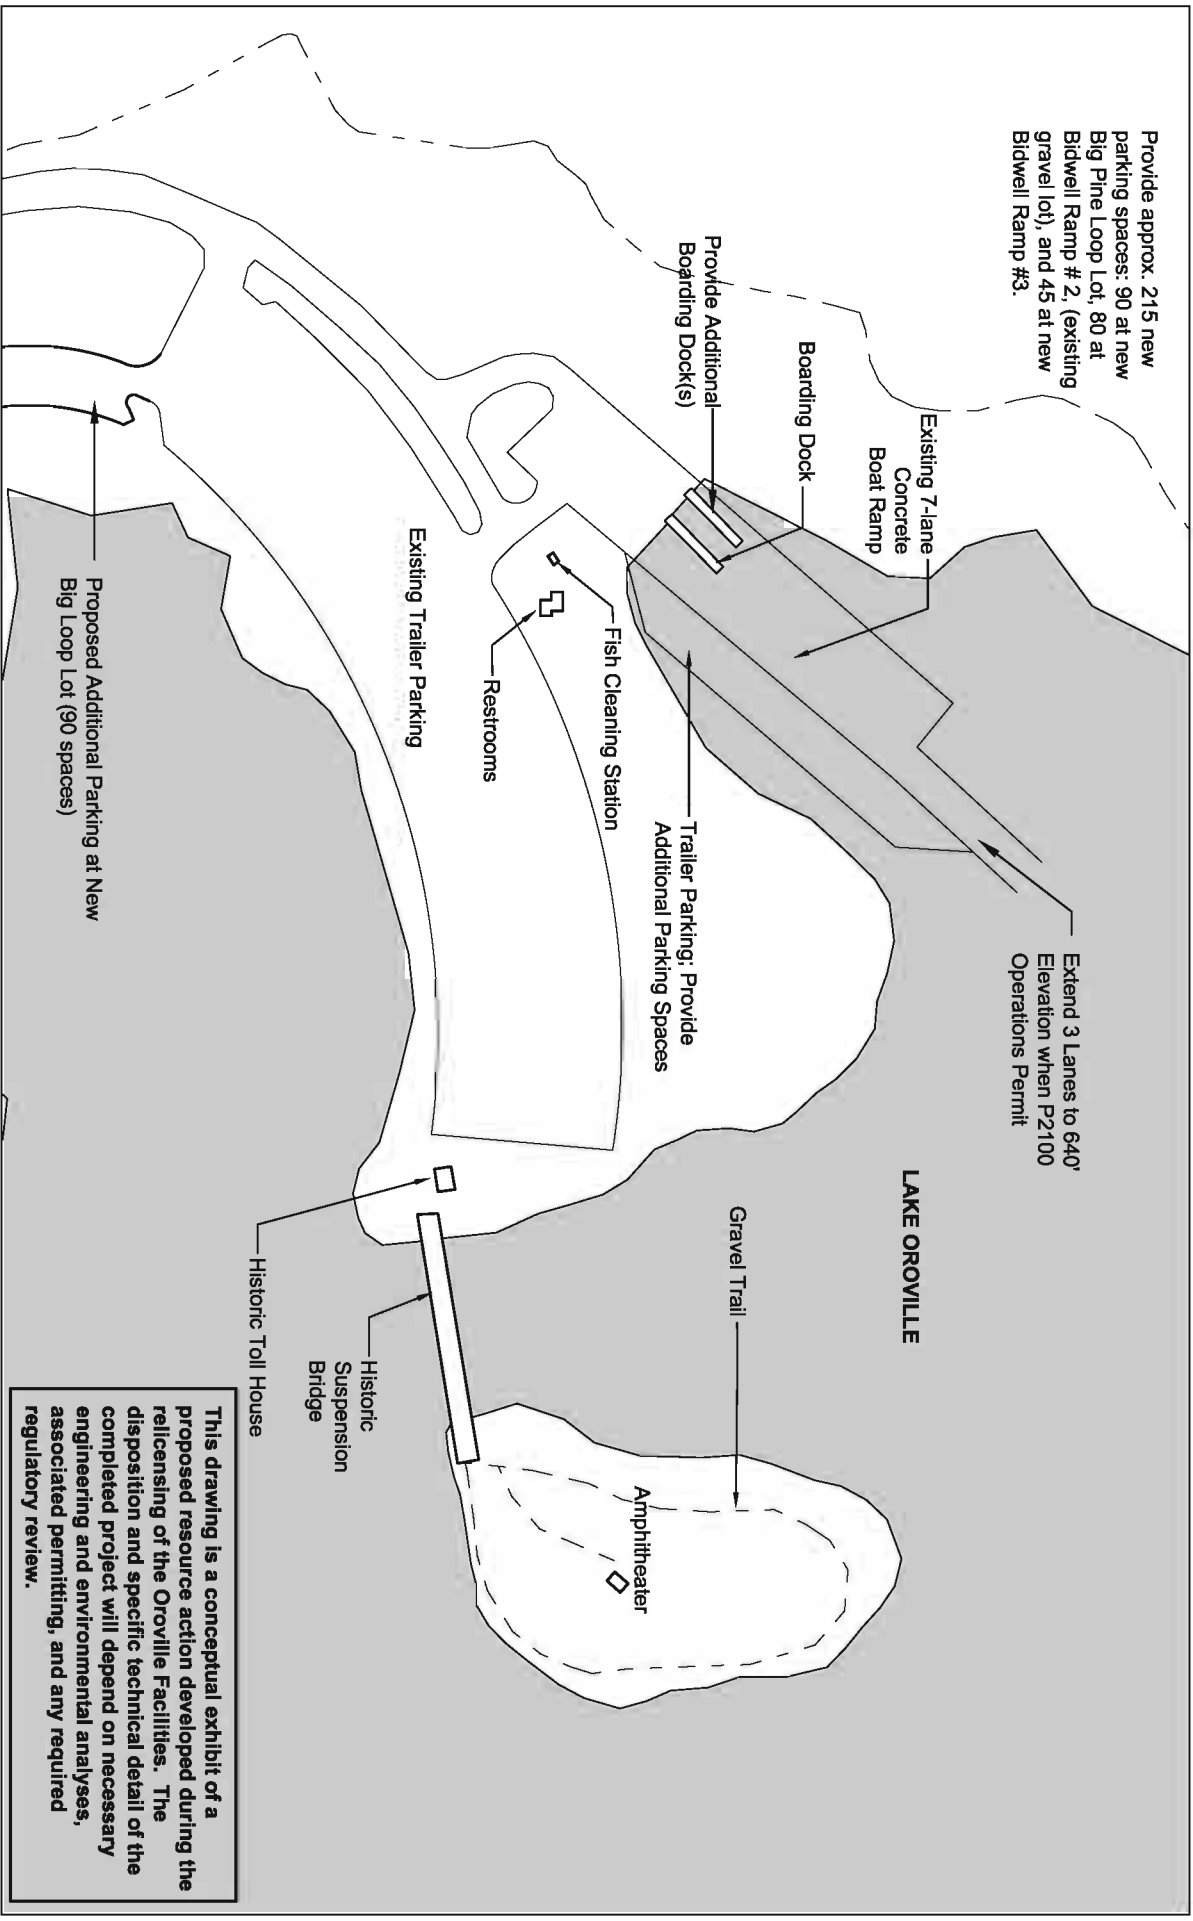 Provide approx. 215 new
parking spaces: 90 at new
Big Pine Loop Lot, 80 at
Bidwell Ramp # 2, (existing
gravel lot), and 45 at new
Bidwell Ramp #3.
Existing 7-lane
Concrete
Boat Ramp
Boarding Dock
Provide Additional
Boarding Dock(s)
Extend 3 Lanes to 640'
Elevation when P2100
Operations Permit
LAKE OROVILLE
Trailer Parking; Provide
Additional Parking Spaces
Fish Cleaning Station
Restrooms
Existing Trailer Parking
Proposed Additional Parking at New
Big Loop Lot (90 spaces)
Gravel Trail
Amphitheater
Historic
Suspension
Bridge
Historic Toll House
This drawing is a conceptual exhibit of a
proposed resource action developed during the
relicensing of the Oroville Facilities. The
disposition and specific technical detail of the
completed project will depend on necessary
engineering and environmental analyses,
associated permitting, and any required
regulatory review.